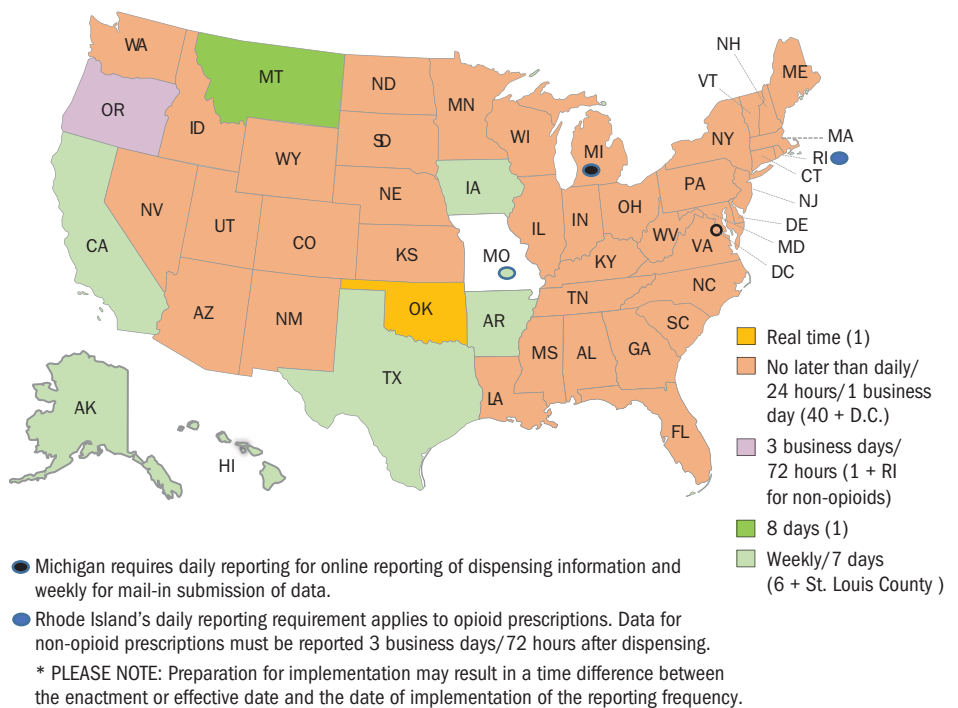 WA
MT
ND
MN
OR
ID
SD
WI
MI
WY
NE
IA
NV
UT
CO
KS
MO
IL
IN
OH
PA
NY
NH
VT
ME
MA
RI
CT
NJ
DE
MD
DC
WV
VA
KY
NC
TN
SC
CA
AZ
NM
OK
AR
TX
LA
MS
AL
GA
FL
AK
HI
Real time (1)
No later than daily/
24 hours/1 business
day (40 + D.C.)
3 business days/
72 hours (1 + RI
for non-opioids)
8 days (1)
Weekly/7 days
(6 + St. Louis County )
Michigan requires daily reporting for online reporting of dispensing information and
weekly for mail-in submission of data.
Rhode Island's daily reporting requirement applies to opioid prescriptions. Data for
non-opioid prescriptions must be reported 3 business days/72 hours after dispensing.
* PLEASE NOTE: Preparation for implementation may result in a time difference between
the enactment or effective date and the date of implementation of the reporting frequency.